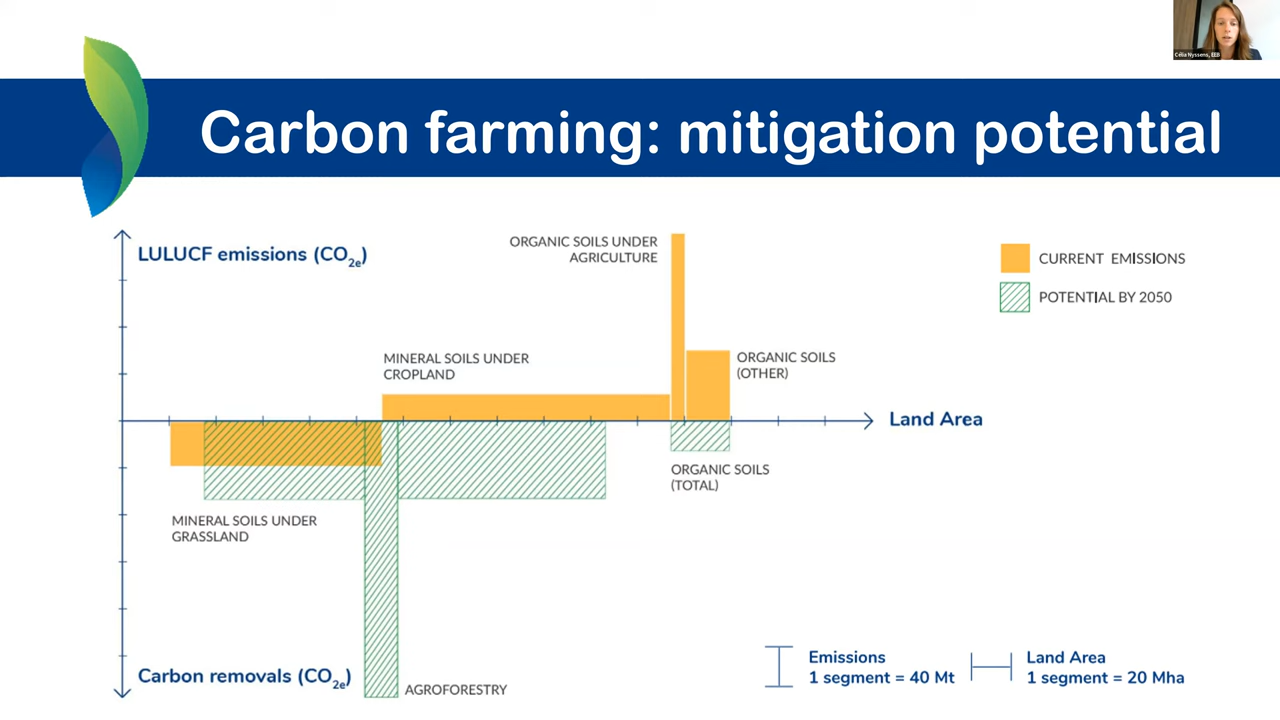 Célia Nyssens, EEB
Carbon farming: mitigation potential
LULUCF emissions (CO2e)
ORGANIC SOILS UNDER
AGRICULTURE
CURRENT EMISSIONS
POTENTIAL BY 2050
MINERAL SOILS UNDER
CROPLAND
ORGANIC SOILS
(OTHER)
Land Area
ORGANIC SOILS
(TOTAL)
MINERAL SOILS UNDER
GRASSLAND
Carbon removals (CO2e)
AGROFORESTRY
Emissions
1 segment = 40 Mt
Land Area
1 segment = 20 Mha